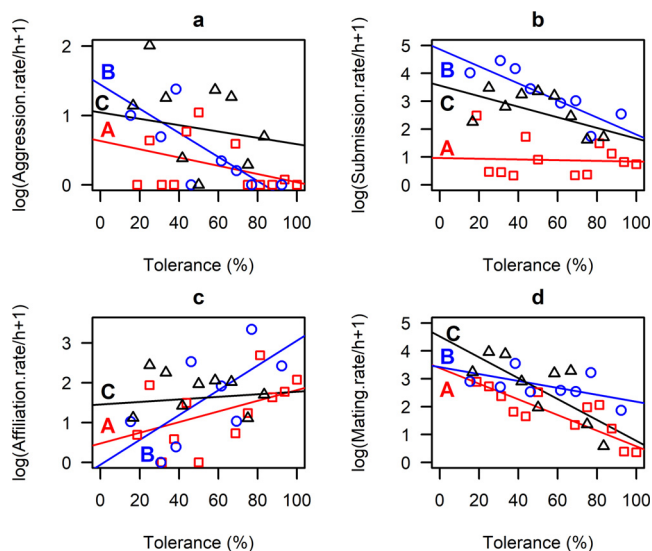 a
log(Aggression.rate/h+1)
2
1
0
B
C
A
0 20 40 60 80 100
Tolerance (%)
b
log(Submission.rate/h+1)
5
4
3
2
1
0
B
C
A
0 20 40 60 80 100
Tolerance (%)
c
log(Affiliation.rate/h+1)
3
2
1
0
C
A
B
0 20 40 60 80 100
Tolerance (%)
d
log(Mating.rate/h+1)
5
4
3
2
1
0
C
B
A
0 20 40 60 80 100
Tolerance (%)